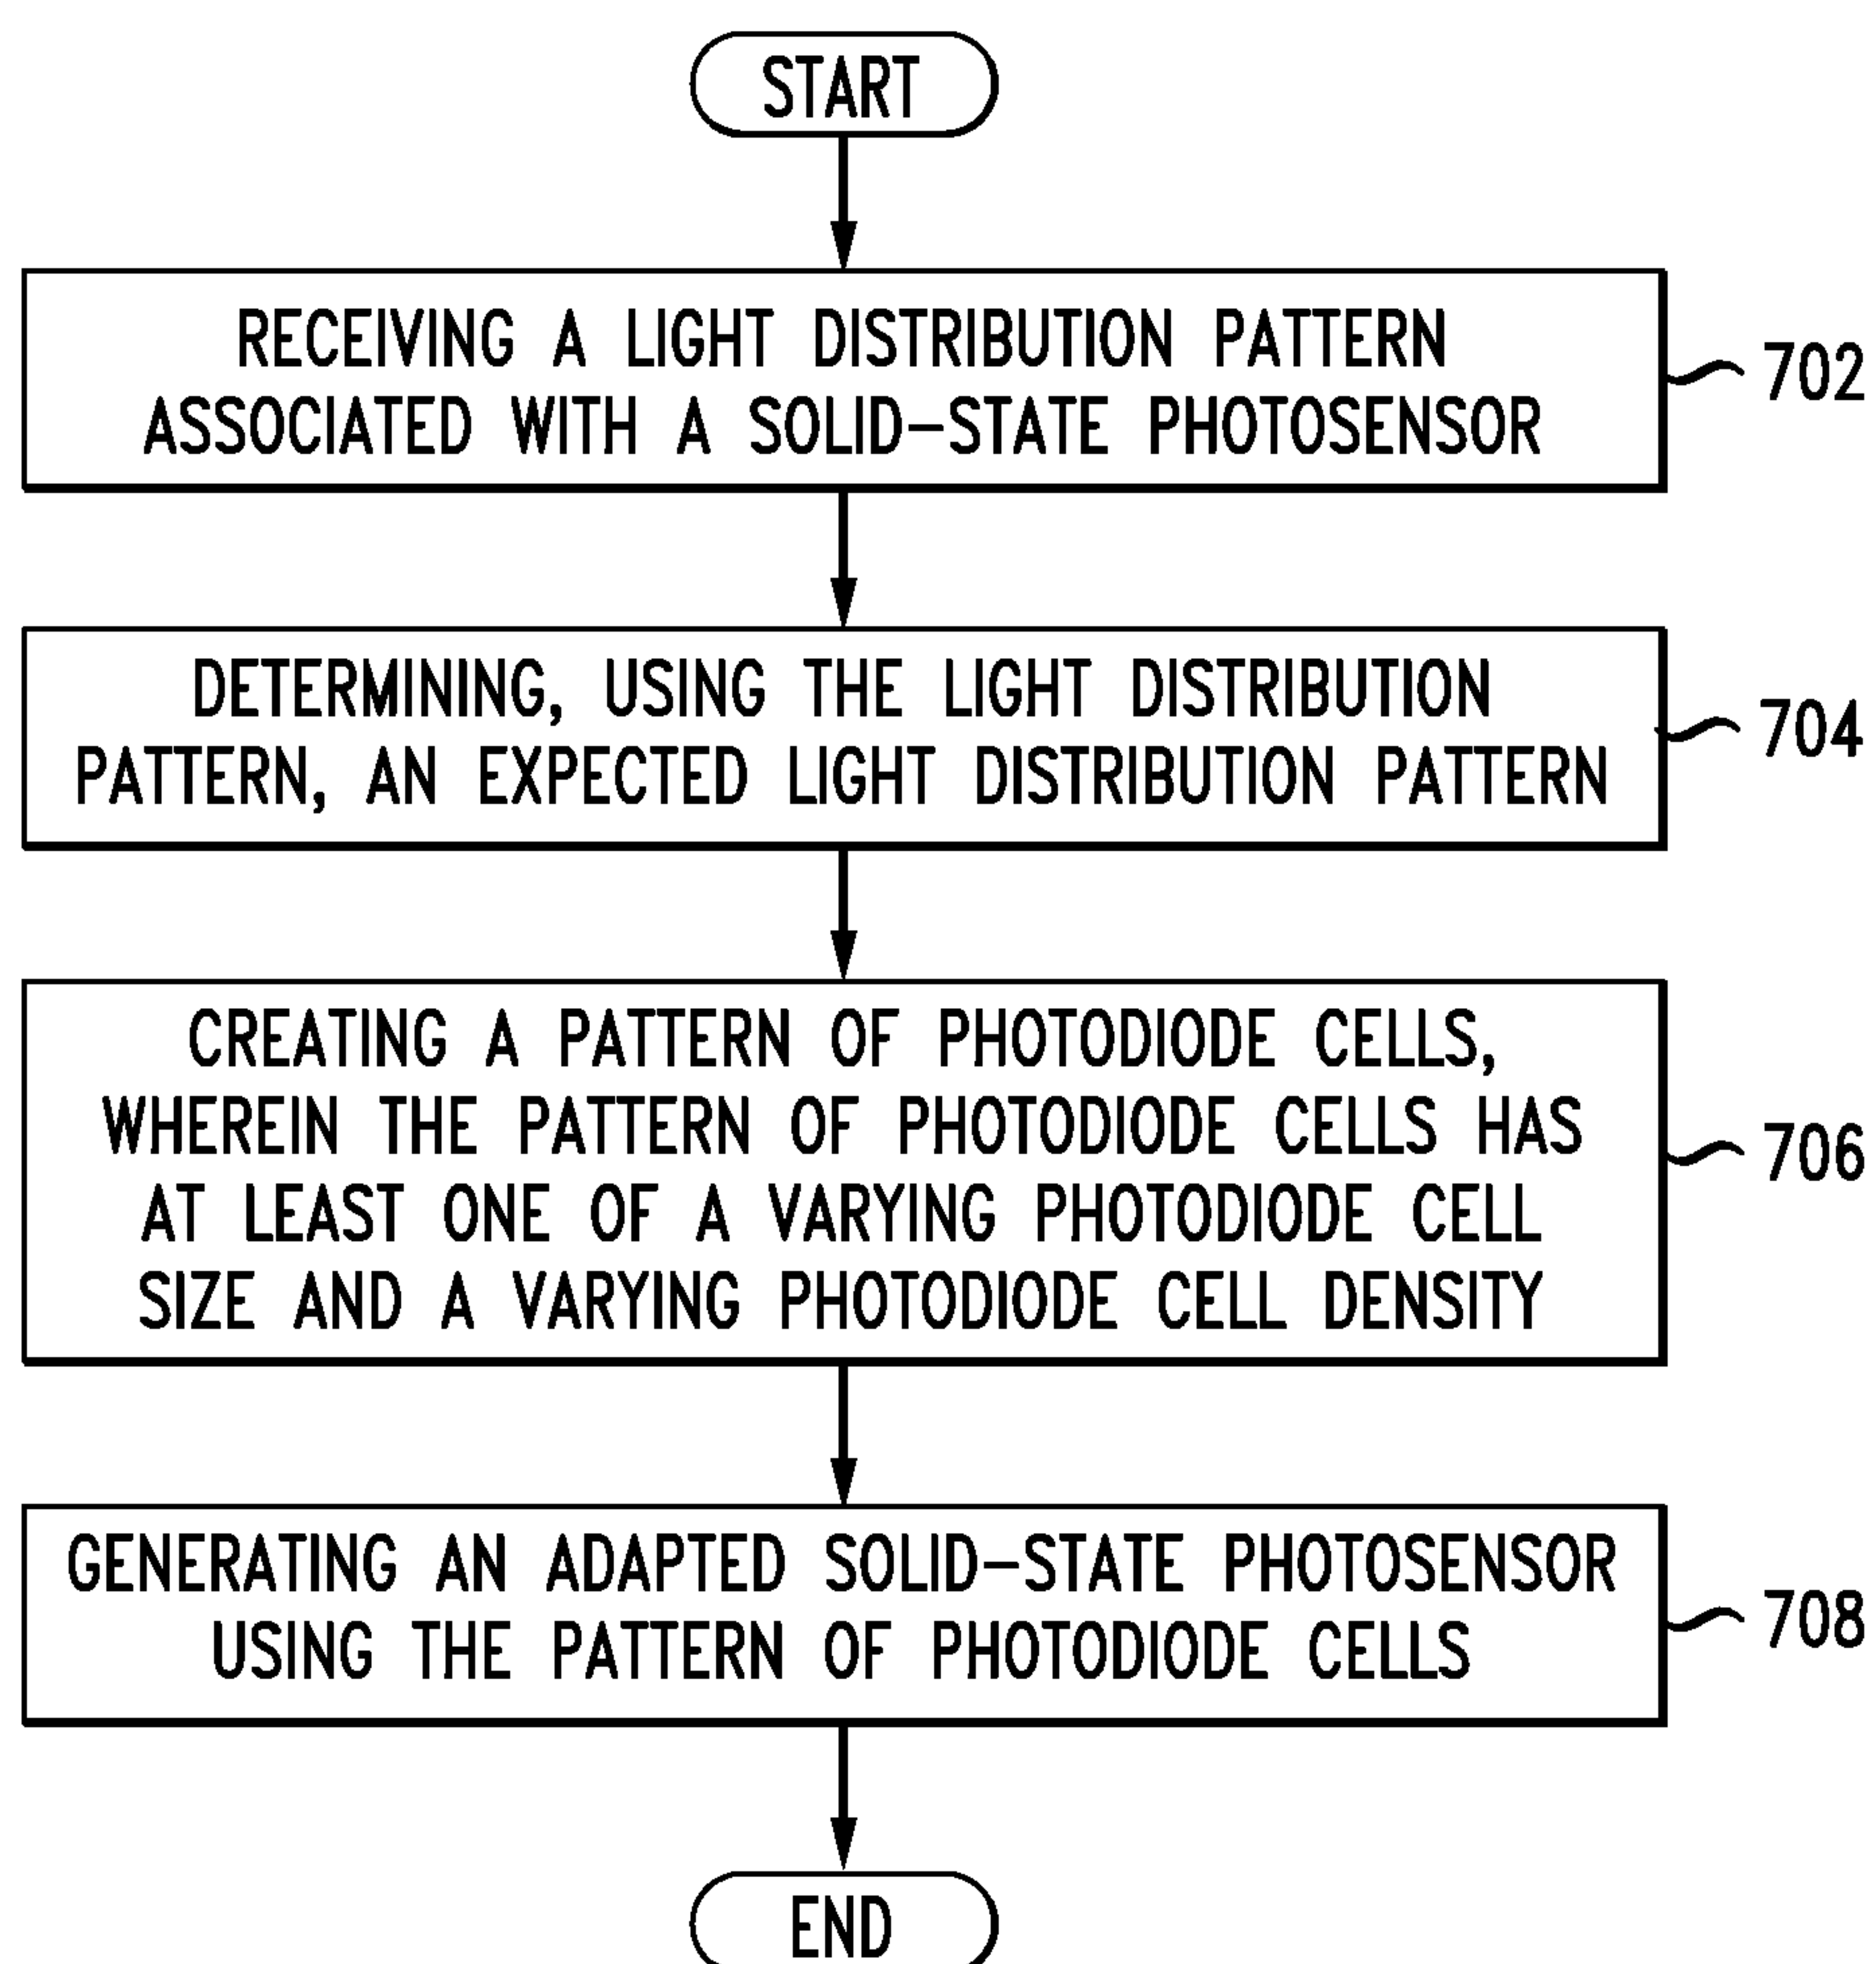 START
RECEIVING A LIGHT DISTRIBUTION PATTERN
ASSOCIATED WITH A SOLID-STATE PHOTOSENSOR
702
DETERMINING, USING THE LIGHT DISTRIBUTION
PATTERN, AN EXPECTED LIGHT DISTRIBUTION PATTERN
704
CREATING A PATTERN OF PHOTODIODE CELLS,
WHEREIN THE PATTERN OF PHOTODIODE CELLS HAS
AT LEAST ONE OF A VARYING PHOTODIODE CELL
SIZE AND A VARYING PHOTODIODE CELL DENSITY
706
GENERATING AN ADAPTED SOLID-STATE PHOTOSENSOR
USING THE PATTERN OF PHOTODIODE CELLS
708
END